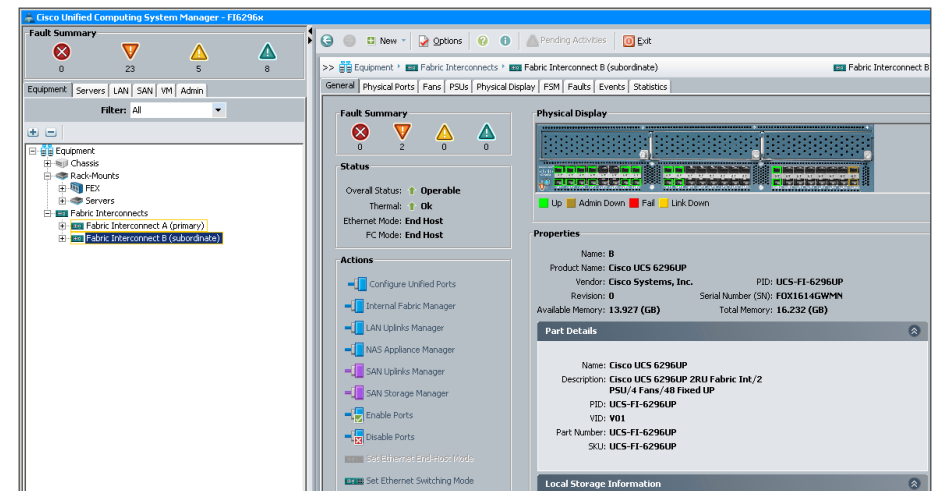 Cisco Unified Computing System Manager - FI6296x
Fault Summary
0 23 5 8
Equipment Servers LAN SAN VM Admin
Filter: All
Equipment
Chassis
Rack-Mounts
FEX
Servers
Fabric Interconnects
Fabric Interconnect A (primary)
Fabric Interconnect B (subordinate)
New Options Pending Activities Exit
>> Equipment Fabric Interconnects Fabric Interconnect B (subordinate) Fabric Interconnect B
General Physical Ports Fans PSUs Physical Display FSM Faults Events Statistics
Fault Summary
0 2 0 0
Status
Overall Status: Operable
Thermal: Ok
Ethernet Mode: End Host
FC Mode: End Host
Actions
Configure Unified Ports
Internal Fabric Manager
LAN Uplinks Manager
NAS Appliance Manager
SAN Uplinks Manager
SAN Storage Manager
Enable Ports
Disable Ports
Set Ethernet End-Host Mode
Set Ethernet Switching Mode
Physical Display
Up Admin Down Fail Link Down
Properties
Name: B
Product Name: Cisco UCS 6296UP
Vendor: Cisco Systems, Inc. PID: UCS-FI-6296UP
Revision: 0 Serial Number (SN): FOX1614GWMN
Available Memory: 13.927 (GB) Total Memory: 16.232 (GB)
Part Details
Name: Cisco UCS 6296UP
Description: Cisco UCS 6296UP 2RU Fabric Int/2
PSU/4 Fans/48 Fixed UP
PID: UCS-FI-6296UP
VID: V01
Part Number: UCS-FI-6296UP
SKU: UCS-FI-6296UP
Local Storage Information